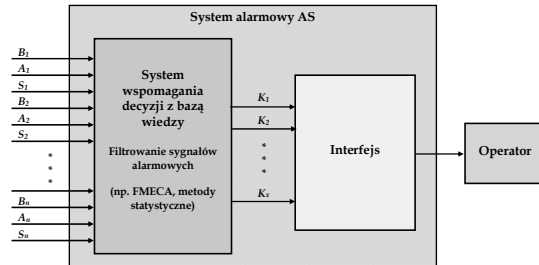 System alarmowy AS
B1
A1
S1
B2
A2
S2
* * *
* * *
Bn
An
Sn
System
wspomagania
decyzji z bazą
wiedzy
Filtrowanie sygnałów
alarmowych
(np. FMECA, metody
statystyczne)
K1
K2
* *
* *
* *
Kx
Interfejs
Operator